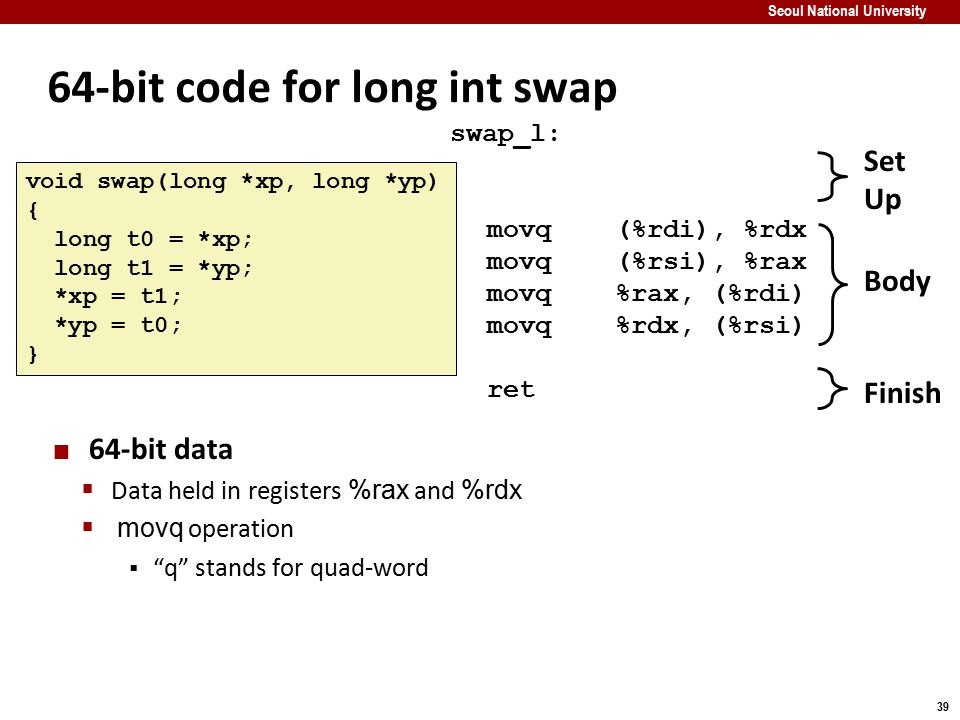 Seoul National University
64-bit code for long int swap
swap_l:
void swap(long *xp, long *yp)
{
  long t0 = *xp;
  long t1 = *yp;
  *xp = t1;
  *yp = t0;
}
Set
Up
movq (%rdi), %rdx
movq (%rsi), %rax
movq %rax, (%rdi)
movq %rdx, (%rsi)
Body
ret
Finish
■ 64-bit data
▪ Data held in registers %rax and %rdx
▪ movq operation
▪ “q” stands for quad-word
39